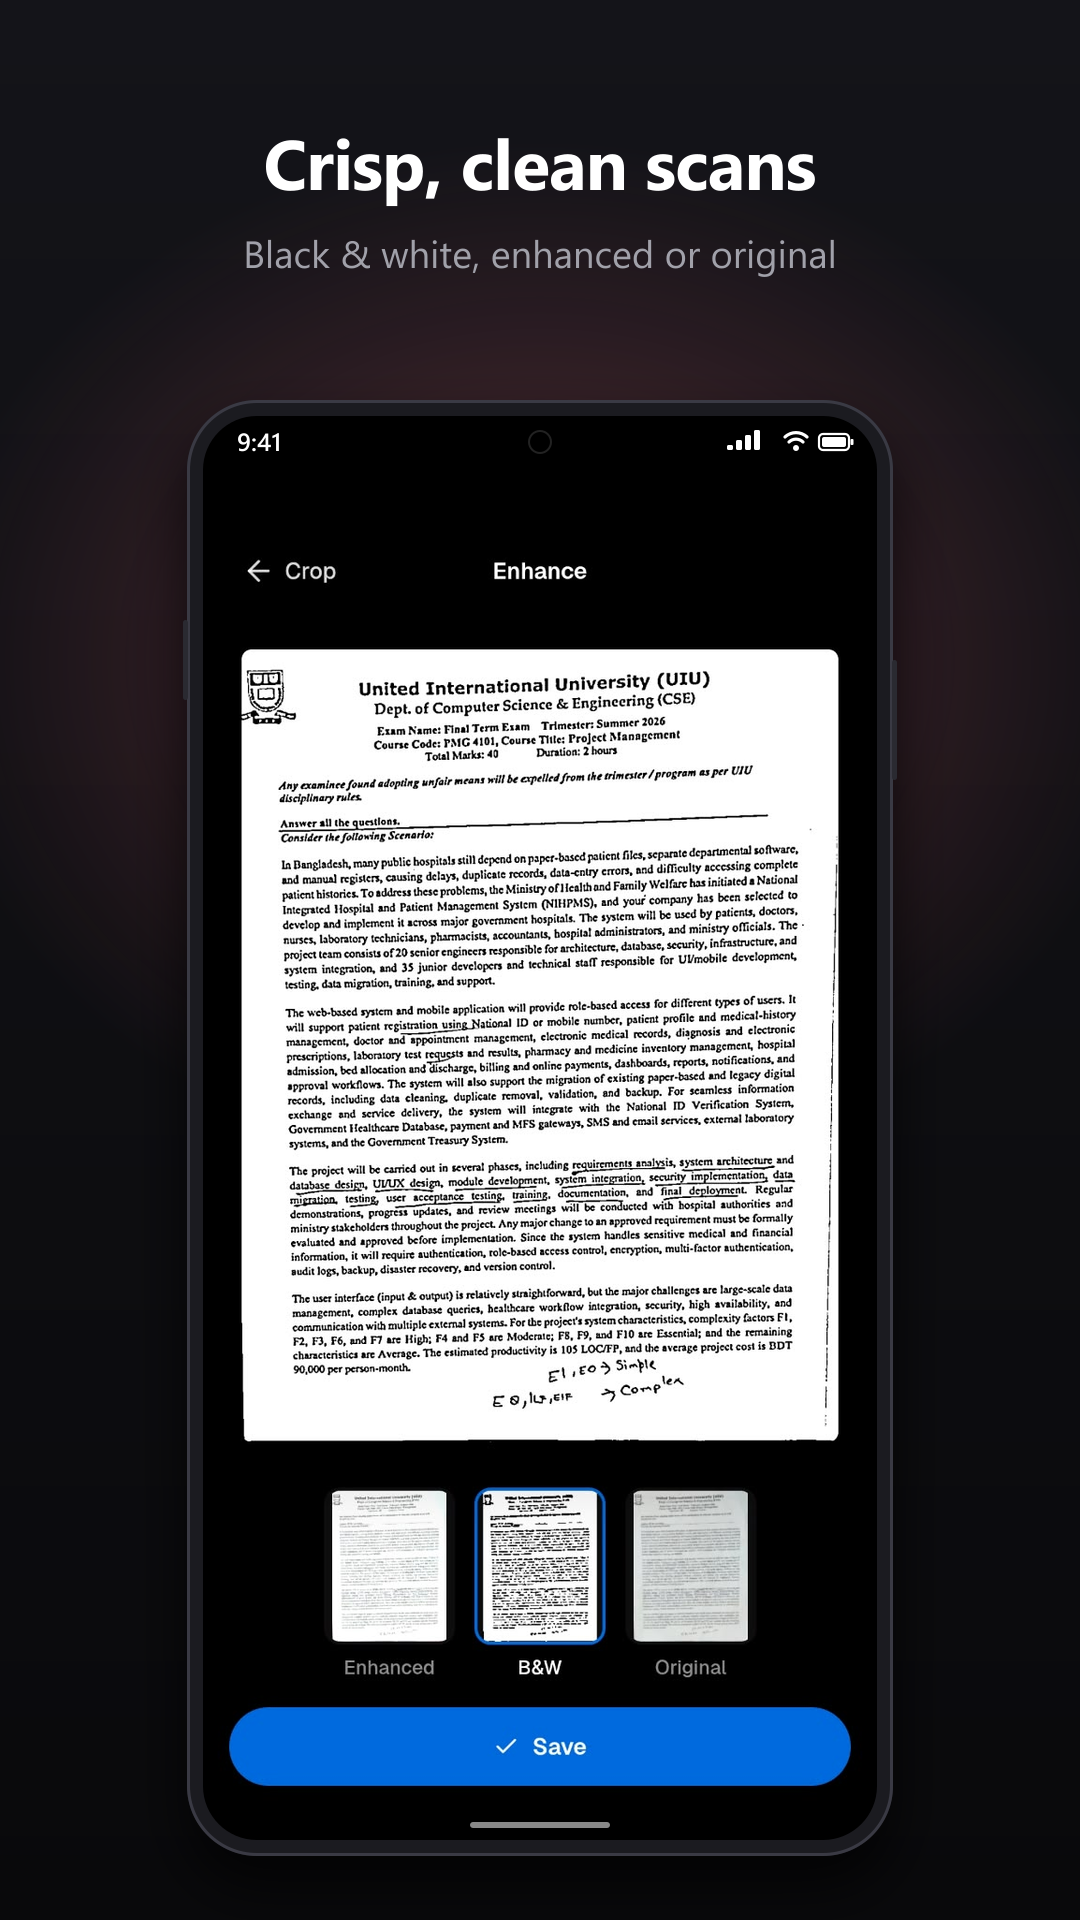 Crisp, clean scans
Black & white, enhanced or original
9:41
Crop
Enhance
United International University (UIU)
Dept. of Computer Science & Engineering (CSE)
Exam Name: Final Term Exam Trimester: Summer 2026
Course Code: PMG 4101, Course Title: Project Management
Total Marks: 40 Duration: 2 hours
Any examinee found adopting unfair means will be expelled from the trimester / program as per UIU
disciplinary rules.
Answer all the questions.
Consider the following Scenario:
In Bangladesh, many public hospitals still depend on paper-based patient files, separate departmental software,
and manual registers, causing delays, duplicate records, data-entry errors, and difficulty accessing complete
patient histories. To address these problems, the Ministry of Health and Family Welfare has initiated a National
Integrated Hospital and Patient Management System (NIHPMS), and your company has been selected to
develop and implement it across major government hospitals. The system will be used by patients, doctors,
nurses, laboratory technicians, pharmacists, accountants, hospital administrators, and ministry officials. The
project team consists of 20 senior engineers responsible for architecture, database, security, infrastructure, and
system integration, and 35 junior developers and technical staff responsible for UI/mobile development,
testing, data migration, training, and support.
The web-based system and mobile application will provide role-based access for different types of users. It
will support patient registration using National ID or mobile number, patient profile and medical-history
management, doctor and appointment management, electronic medical records, diagnosis and electronic
prescriptions, laboratory test requests and results, pharmacy and medicine inventory management, hospital
admission, bed allocation and discharge, billing and online payments, dashboards, reports, notifications, and
approval workflows. The system will also support the migration of existing paper-based and legacy digital
records, including data cleaning, duplicate removal, validation, and backup. For seamless information
exchange and service delivery, the system will integrate with the National ID Verification System,
Government Healthcare Database, payment and MFS gateways, SMS and email services, external laboratory
systems, and the Government Treasury System.
The project will be carried out in several phases, including requirements analysis, system architecture and
database design, UI/UX design, module development, system integration, security implementation, data
migration, testing, user acceptance testing, training, documentation, and final deployment. Regular
demonstrations, progress updates, and review meetings will be conducted with hospital authorities and
ministry stakeholders throughout the project. Any major change to an approved requirement must be formally
evaluated and approved before implementation. Since the system handles sensitive medical and financial
information, it will require authentication, role-based access control, encryption, multi-factor authentication,
audit logs, backup, disaster recovery, and version control.
The user interface (input & output) is relatively straightforward, but the major challenges are large-scale data
management, complex database queries, healthcare workflow integration, security, high availability, and
communication with multiple external systems. For the project's system characteristics, complexity factors F1,
F2, F3, F6, and F7 are High; F4 and F5 are Moderate; F8, F9, and F10 are Essential; and the remaining
characteristics are Average. The estimated productivity is 105 LOC/FP, and the average project cost is BDT
90,000 per person-month.
EI, EO → Simple
EIF → Complex
Enhanced
B&W
Original
Save